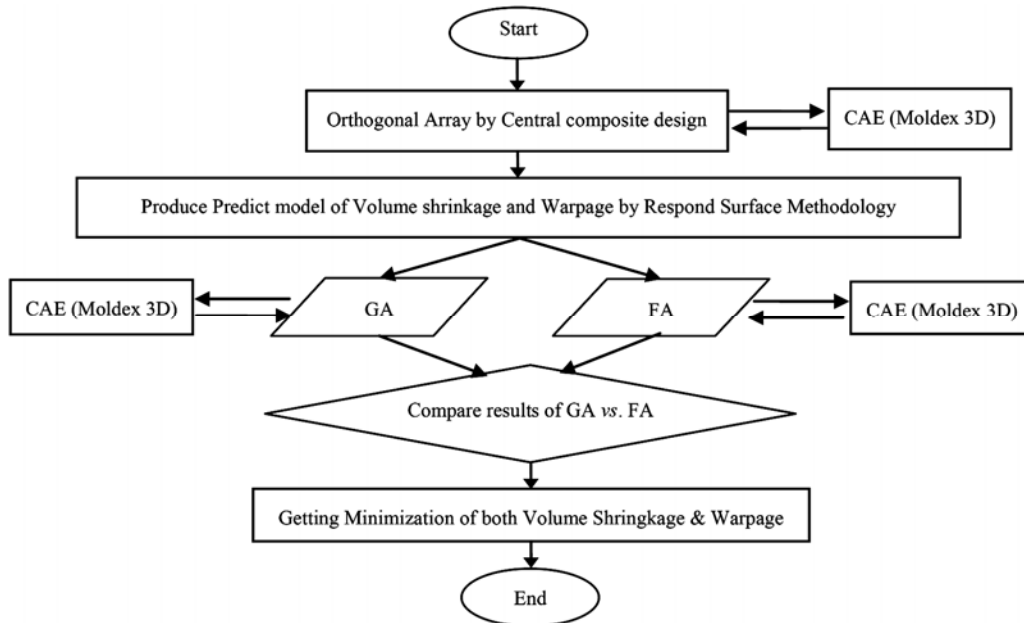 Start
Orthogonal Array by Central composite design
CAE (Moldex 3D)
Produce Predict model of Volume shrinkage and Warpage by Respond Surface Methodology
CAE (Moldex 3D)
GA
FA
CAE (Moldex 3D)
Compare results of GA vs. FA
Getting Minimization of both Volume Shringkage & Warpage
End